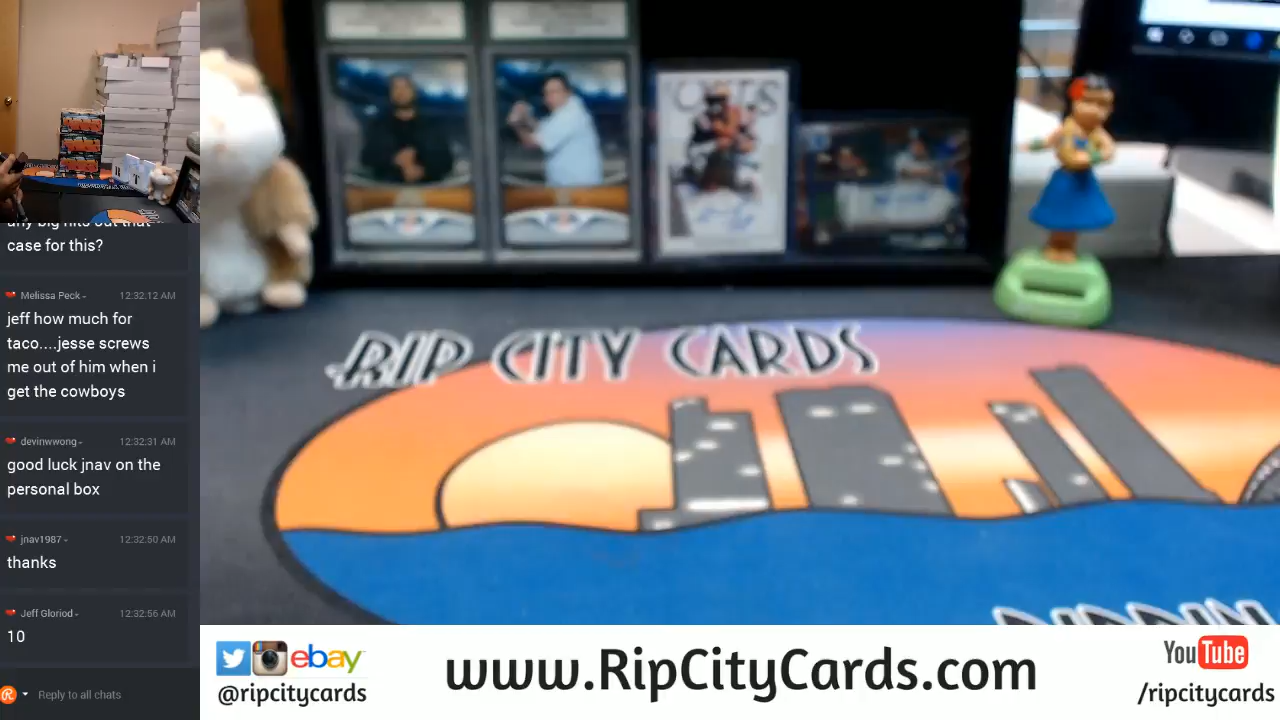 any big hits out that
case for this?
Melissa Peck - 12:32:12 AM
jeff how much for
taco....jesse screws
me out of him when i
get the cowboys
devinwwong - 12:32:31 AM
good luck jnav on the
personal box
jnav1987 - 12:32:50 AM
thanks
Jeff Gloriod - 12:32:56 AM
10
Reply to all chats
RIP CITY CARDS
ebay
@ripcitycards
www.RipCityCards.com
YouTube
/ripcitycards